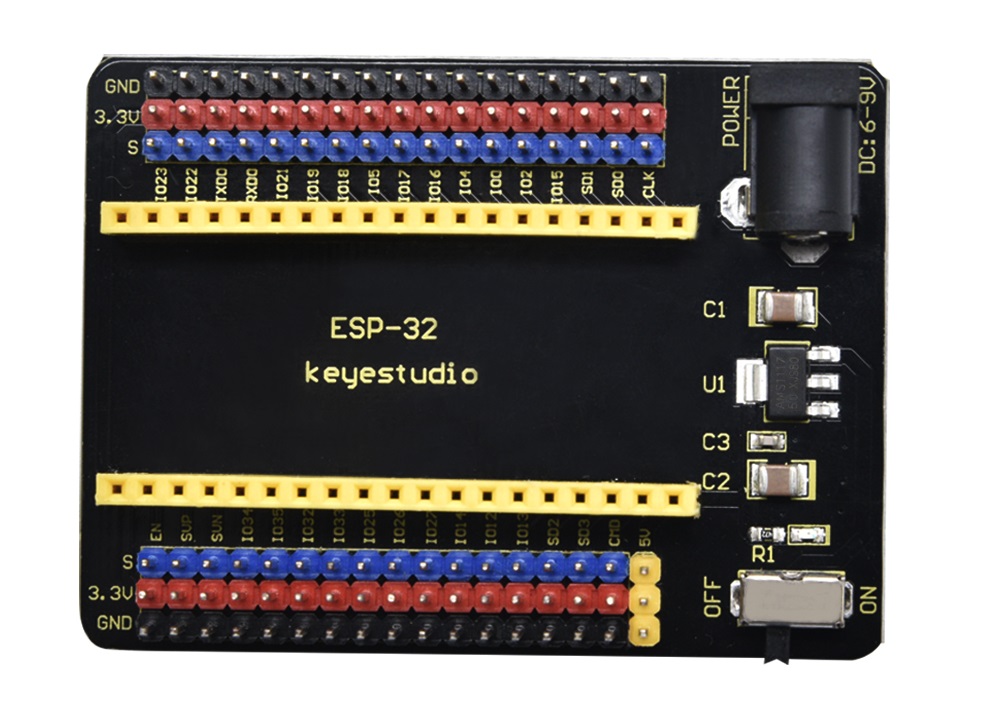 GND
3.3V
S
IO23 IO22 TXD0 RXD0 IO21 IO19 IO18 IO5 IO17 IO16 IO4 IO0 IO2 IO15 SD1 SD0 CLK
POWER
DC:6-9V
ESP-32
keyestudio
C1
U1
C3
C2
R1
OFF
ON
EN SVP SVN IO34 IO35 IO32 IO33 IO25 IO26 IO27 IO14 IO12 IO13 SD2 SD3 CMD 5V
S
3.3V
GND